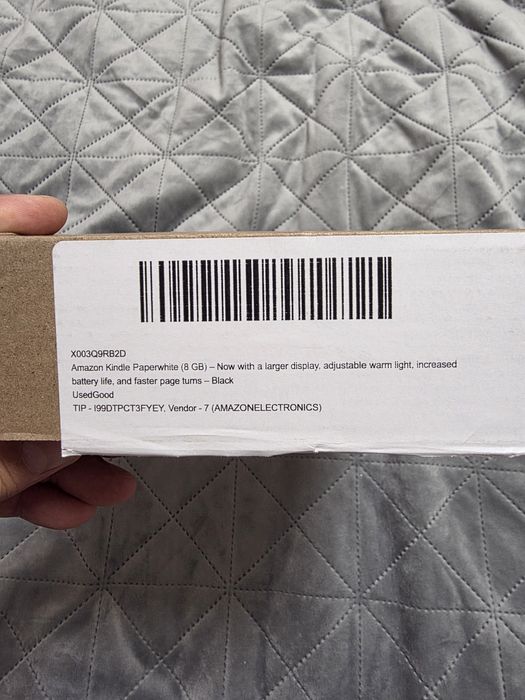 X003Q9RB2D
Amazon Kindle Paperwhite (8 GB) – Now with a larger display, adjustable warm light, increased
battery life, and faster page turns – Black
UsedGood
TIP - I99DTPCT3FYEY, Vendor - 7 (AMAZONELECTRONICS)